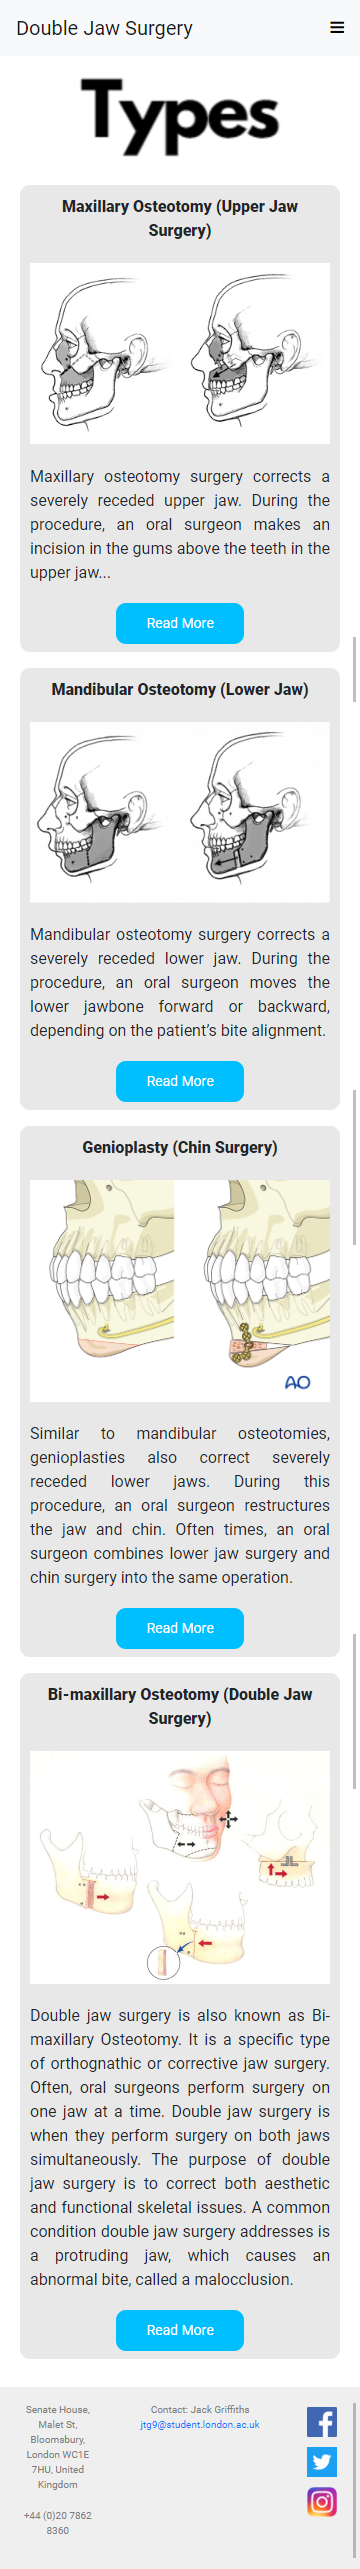 Double Jaw Surgery
Types
Maxillary Osteotomy (Upper Jaw
Surgery)
Maxillary osteotomy surgery corrects a
severely receded upper jaw. During the
procedure, an oral surgeon makes an
incision in the gums above the teeth in the
upper jaw...
Read More
Mandibular Osteotomy (Lower Jaw)
Mandibular osteotomy surgery corrects a
severely receded lower jaw. During the
procedure, an oral surgeon moves the
lower jawbone forward or backward,
depending on the patient’s bite alignment.
Read More
Genioplasty (Chin Surgery)
AO
Similar to mandibular osteotomies,
genioplasties also correct severely
receded lower jaws. During this
procedure, an oral surgeon restructures
the jaw and chin. Often times, an oral
surgeon combines lower jaw surgery and
chin surgery into the same operation.
Read More
Bi-maxillary Osteotomy (Double Jaw
Surgery)
Double jaw surgery is also known as Bi-
maxillary Osteotomy. It is a specific type
of orthognathic or corrective jaw surgery.
Often, oral surgeons perform surgery on
one jaw at a time. Double jaw surgery is
when they perform surgery on both jaws
simultaneously. The purpose of double
jaw surgery is to correct both aesthetic
and functional skeletal issues. A common
condition double jaw surgery addresses is
a protruding jaw, which causes an
abnormal bite, called a malocclusion.
Read More
Senate House,
Malet St,
Bloomsbury,
London WC1E
7HU, United
Kingdom
+44 (0)20 7862
8360
Contact: Jack Griffiths
jtg9@student.london.ac.uk